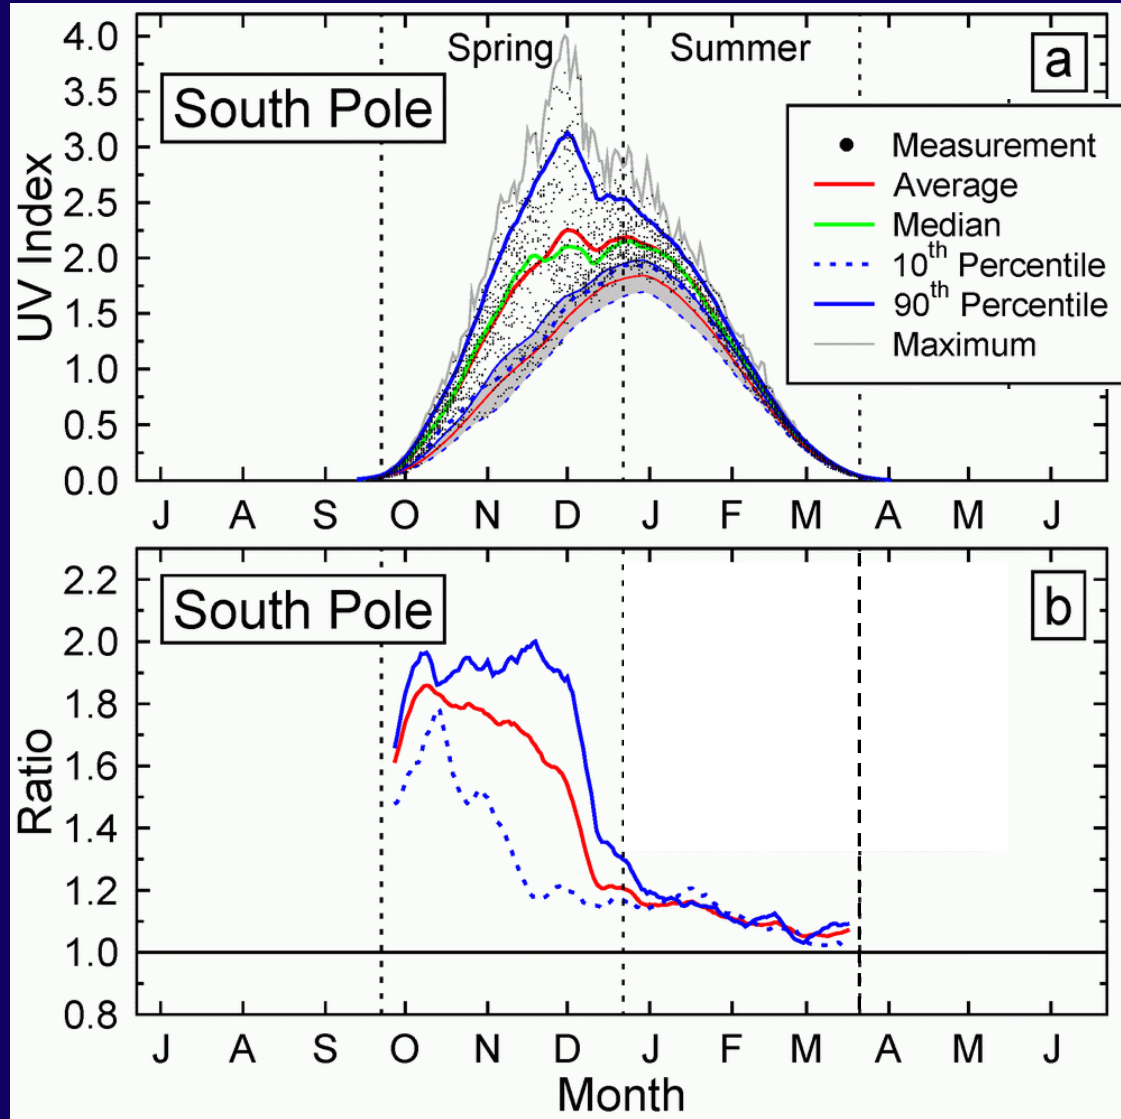 Spring
Summer
a
South Pole
Measurement
Average
Median
10th Percentile
90th Percentile
Maximum
UV Index
4.0
3.5
3.0
2.5
2.0
1.5
1.0
0.5
0.0
J A S O N D J F M A M J
South Pole
b
Ratio
2.2
2.0
1.8
1.6
1.4
1.2
1.0
0.8
J A S O N D J F M A M J
Month